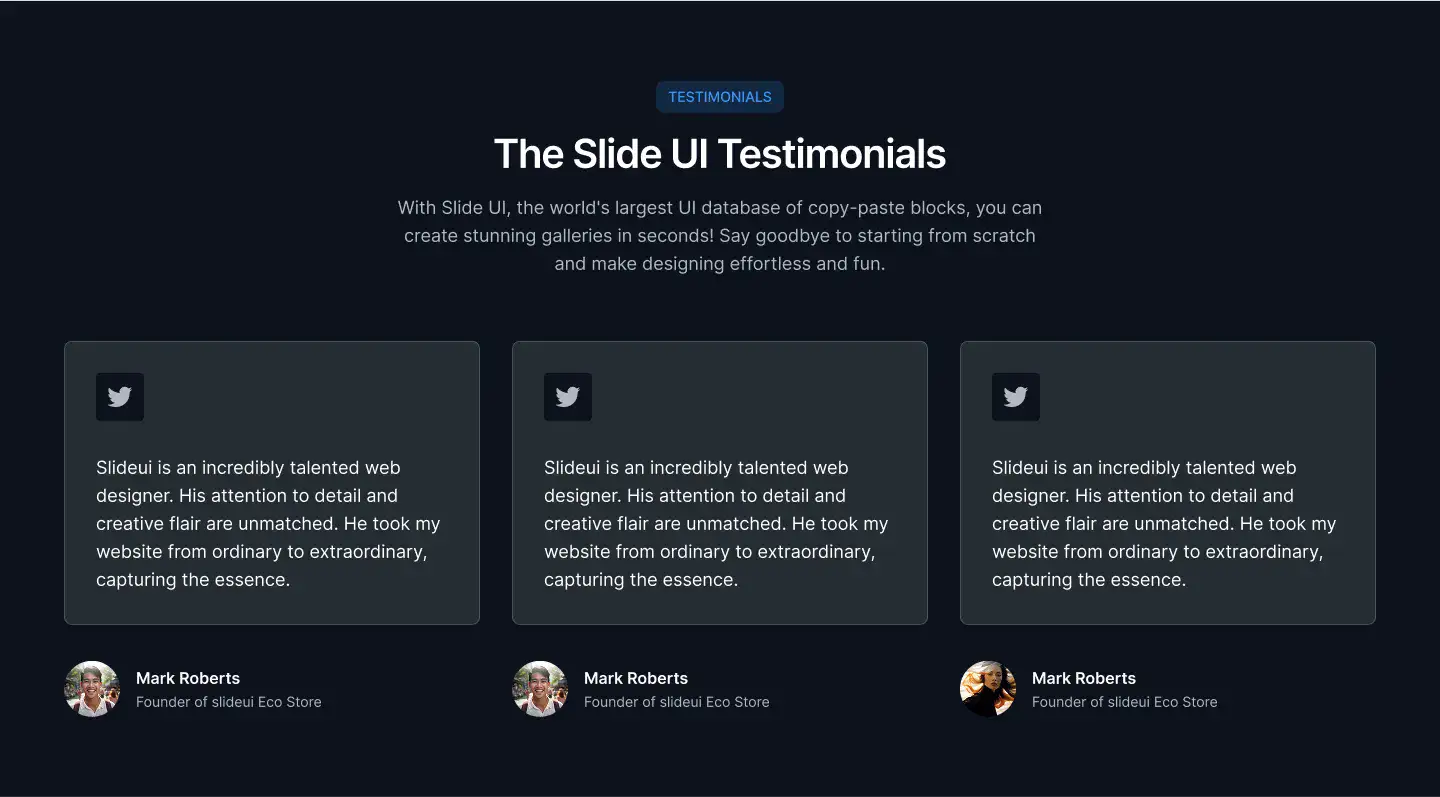 TESTIMONIALS
The Slide UI Testimonials
With Slide UI, the world's largest UI database of copy-paste blocks, you can
create stunning galleries in seconds! Say goodbye to starting from scratch
and make designing effortless and fun.
Slideui is an incredibly talented web
designer. His attention to detail and
creative flair are unmatched. He took my
website from ordinary to extraordinary,
capturing the essence.
Mark Roberts
Founder of slideui Eco Store
Slideui is an incredibly talented web
designer. His attention to detail and
creative flair are unmatched. He took my
website from ordinary to extraordinary,
capturing the essence.
Mark Roberts
Founder of slideui Eco Store
Slideui is an incredibly talented web
designer. His attention to detail and
creative flair are unmatched. He took my
website from ordinary to extraordinary,
capturing the essence.
Mark Roberts
Founder of slideui Eco Store